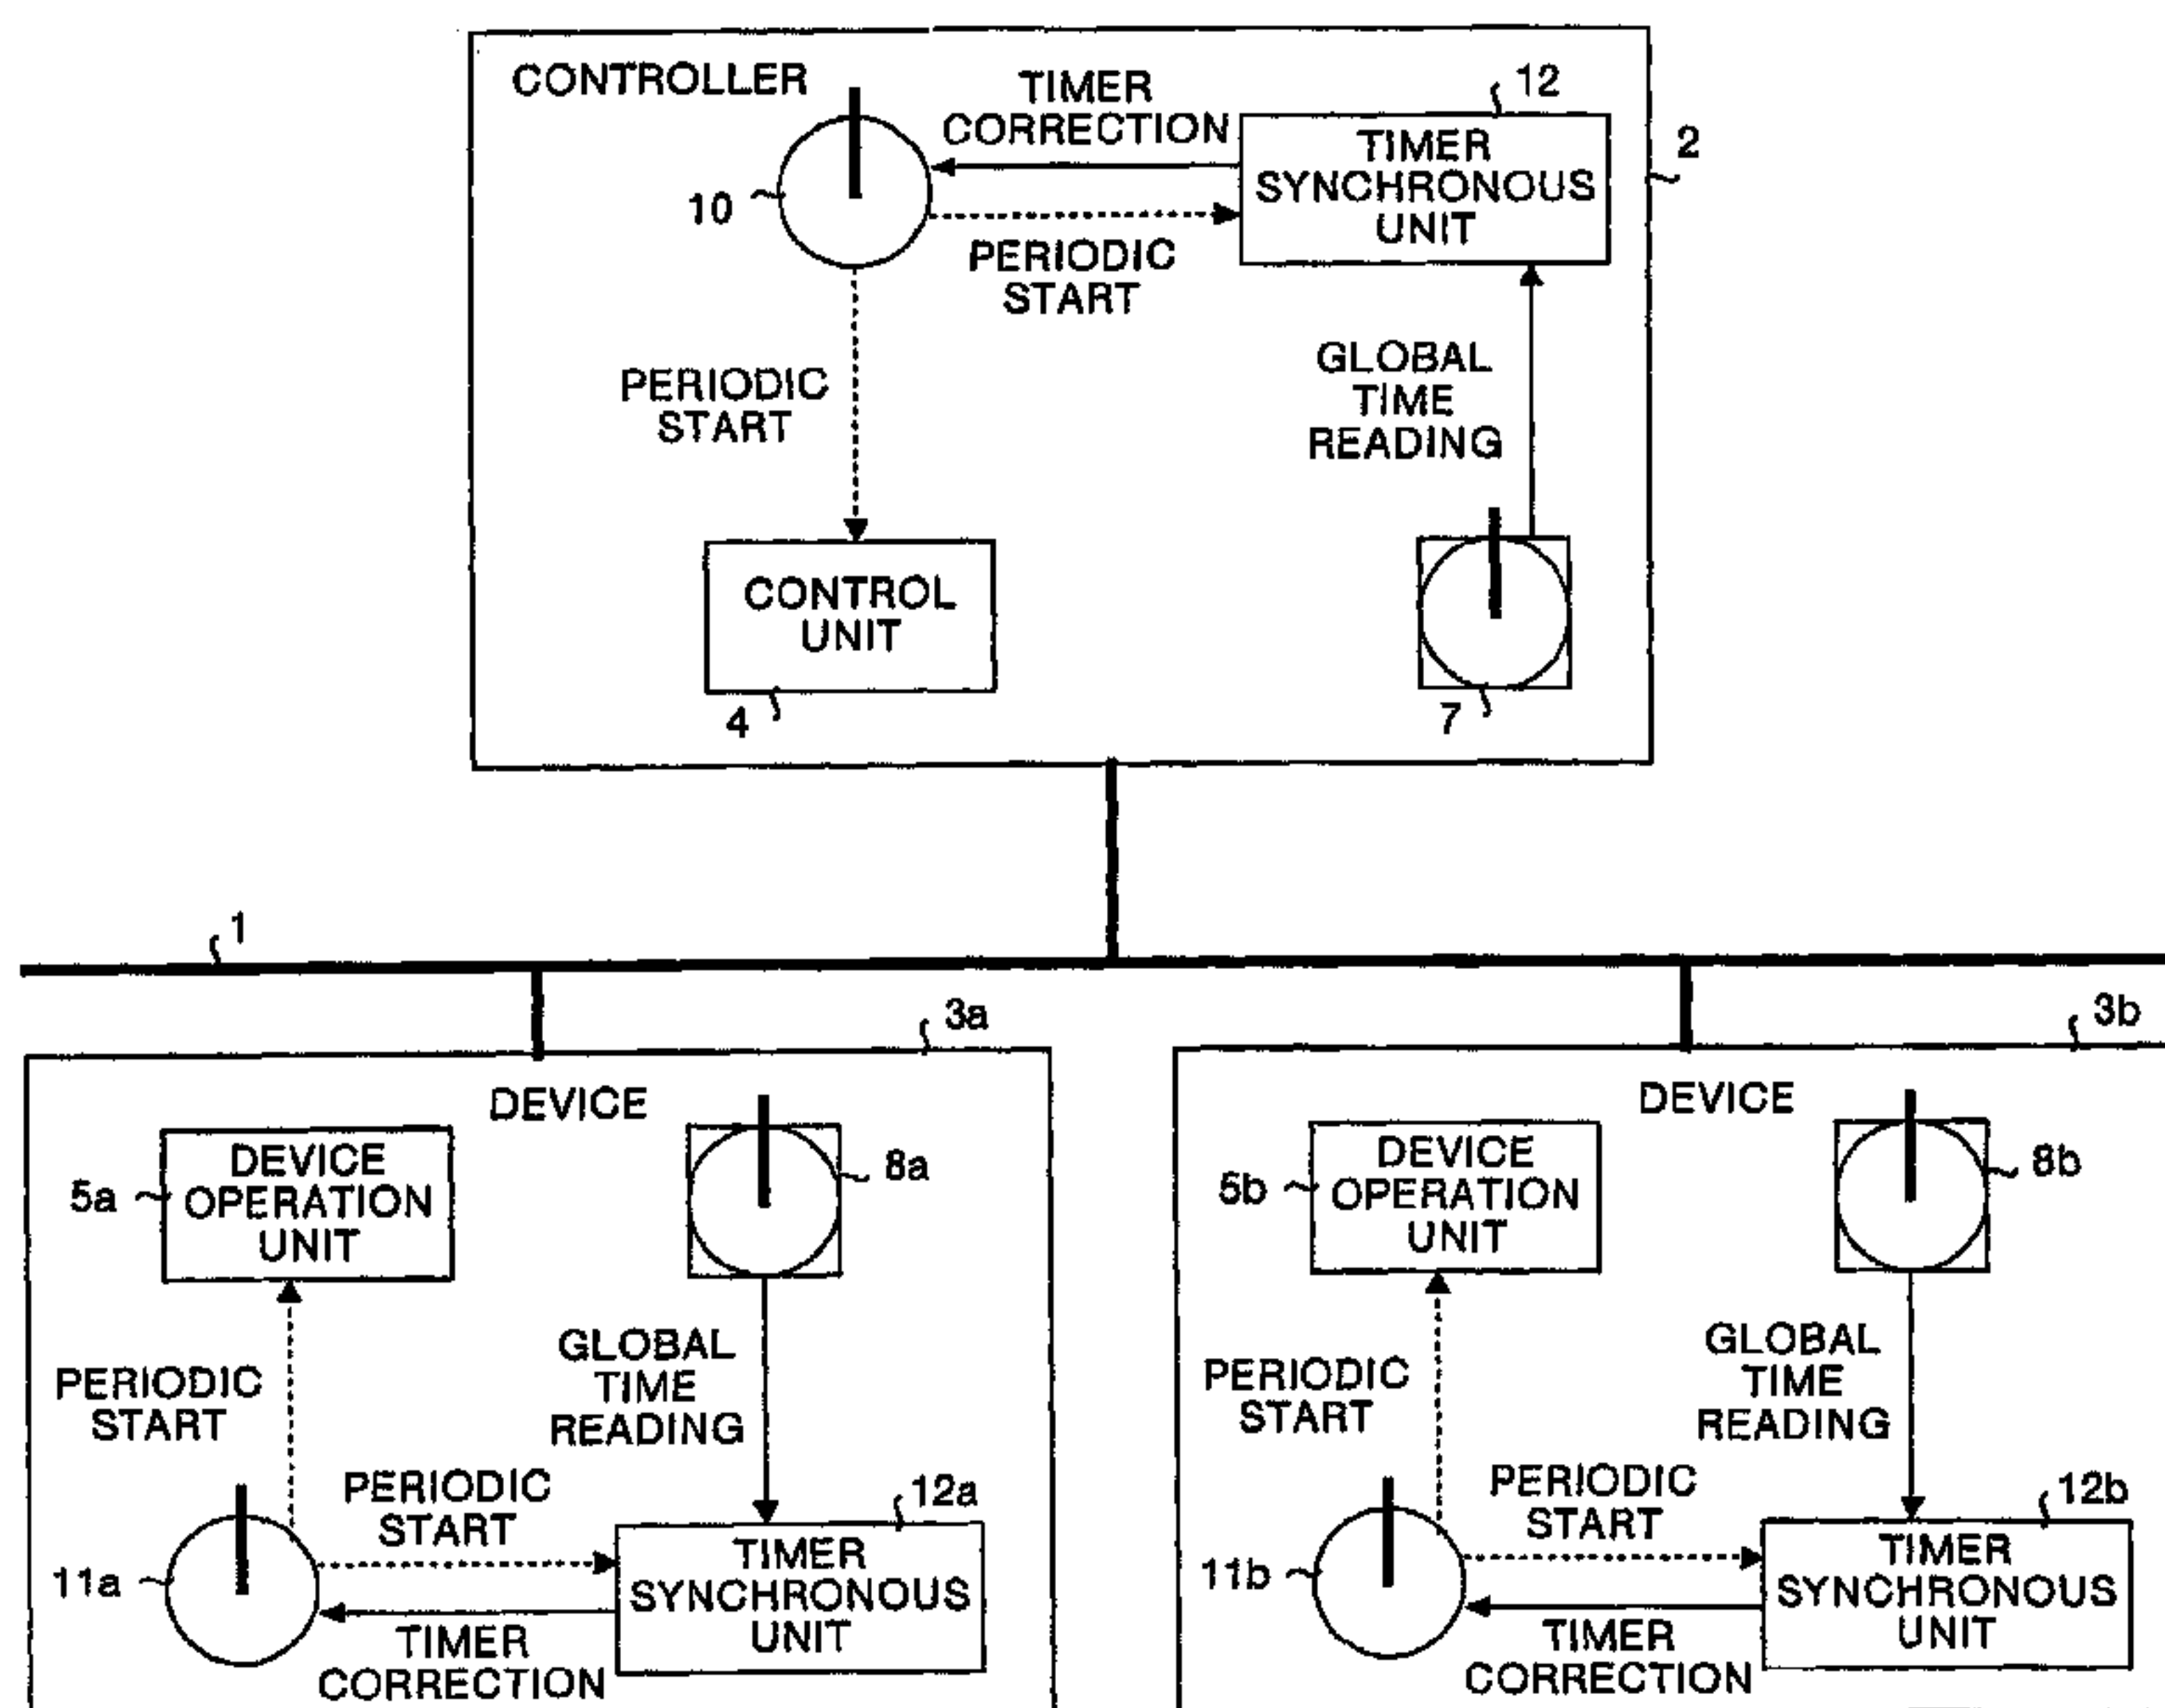 CONTROLLER
TIMER
CORRECTION
12
TIMER
SYNCHRONOUS
UNIT
2
10
PERIODIC
START
PERIODIC
START
GLOBAL
TIME
READING
CONTROL
UNIT
4
7
1
3a
DEVICE
DEVICE
OPERATION
UNIT
5a
8a
PERIODIC
START
GLOBAL
TIME
READING
PERIODIC
START
12a
11a
TIMER
SYNCHRONOUS
UNIT
TIMER
CORRECTION
3b
DEVICE
DEVICE
OPERATION
UNIT
5b
8b
PERIODIC
START
GLOBAL
TIME
READING
PERIODIC
START
12b
11b
TIMER
SYNCHRONOUS
UNIT
TIMER
CORRECTION